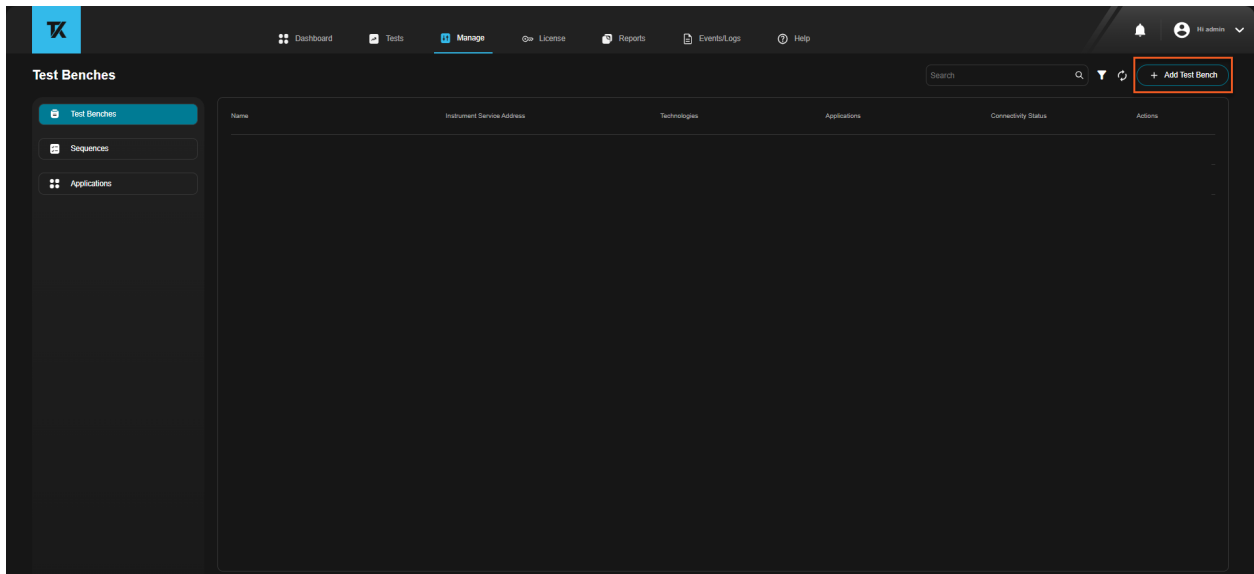 TK
Dashboard Tests Manage License Reports Events/Logs Help Hi admin
Test Benches Search + Add Test Bench
Test Benches
Sequences
Applications
Name Instrument Service Address Technologies Applications Connectivity Status Actions